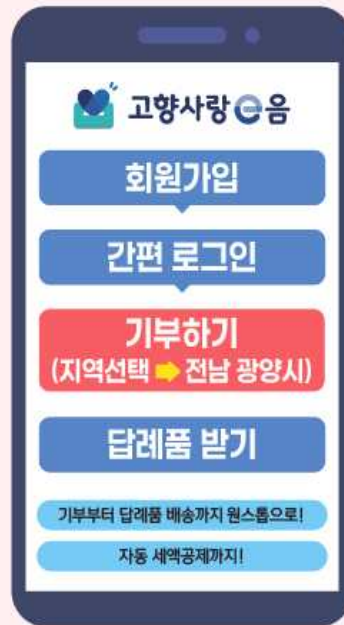 고향사랑e음
회원가입
간편 로그인
기부하기
(지역선택 ➡ 전남 광양시)
답례품 받기
기부부터 답례품 배송까지 원스톱으로!
자동 세액공제까지!